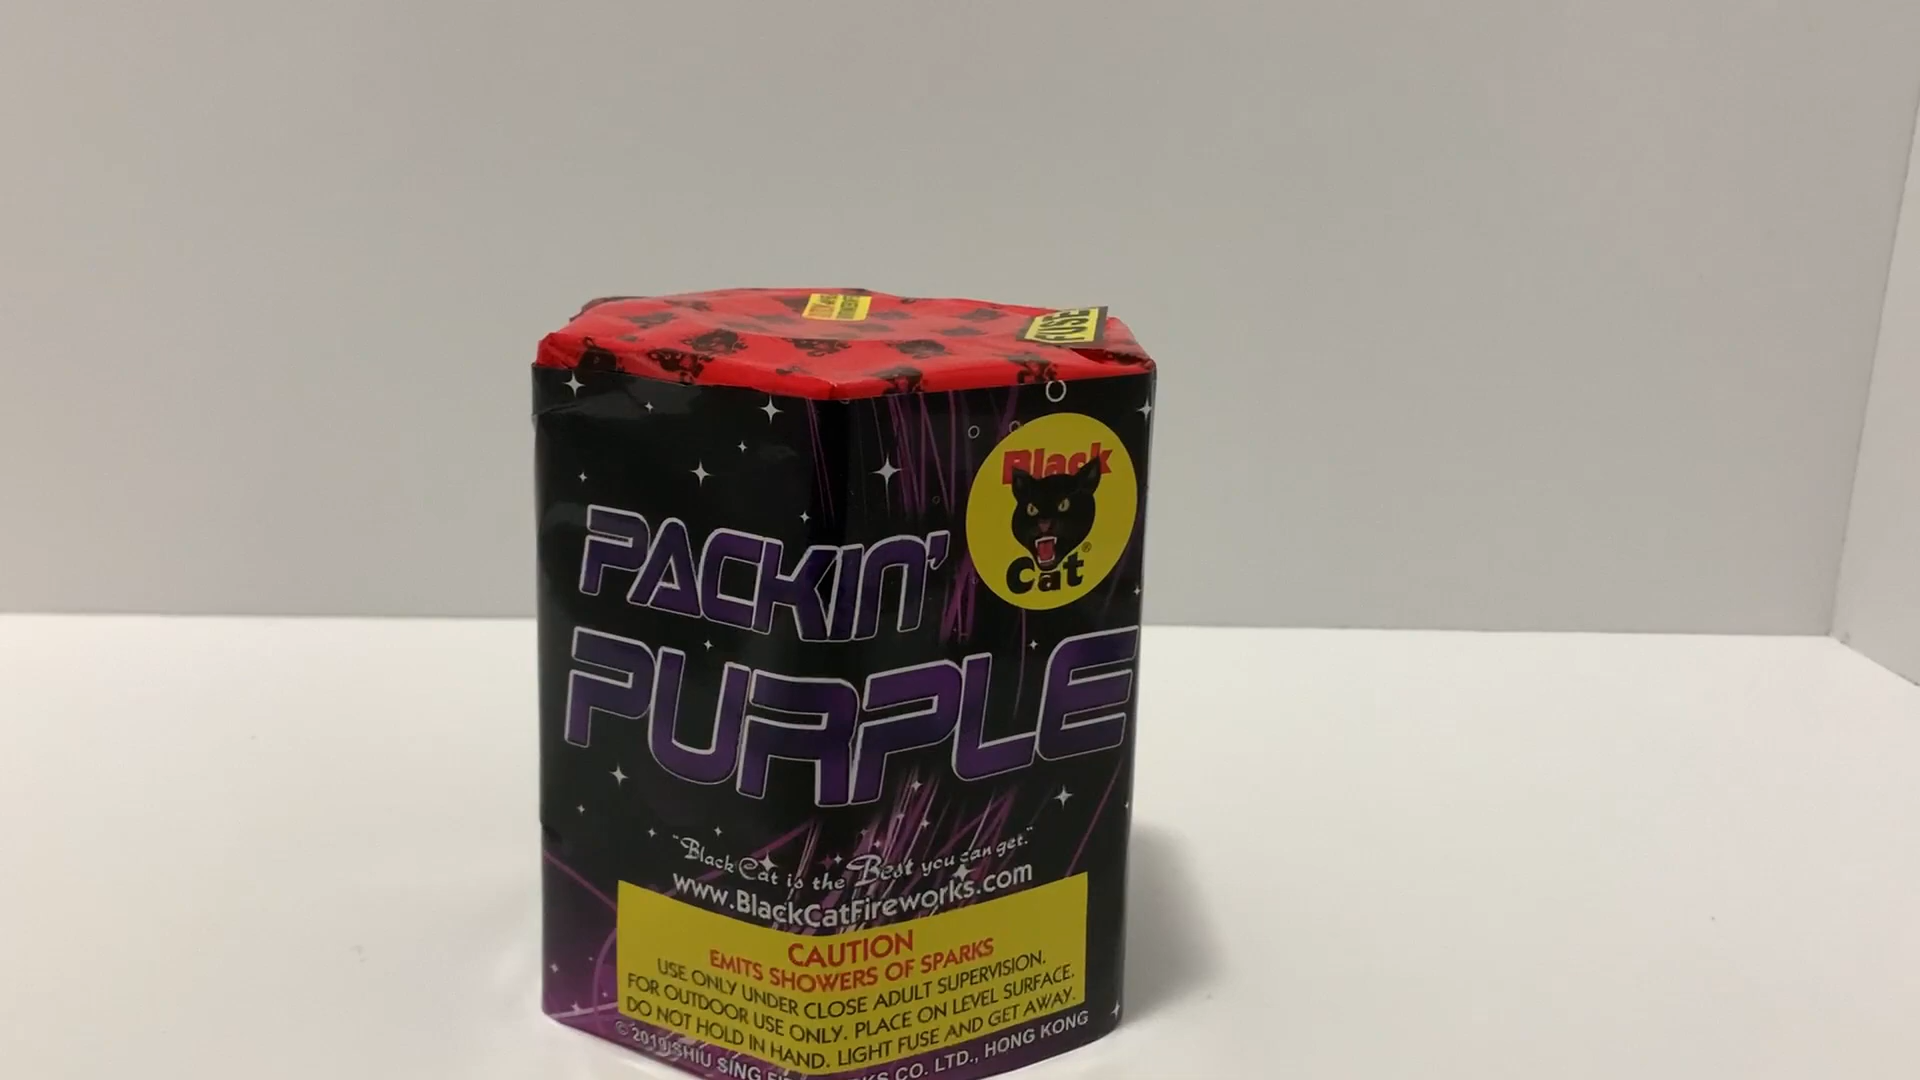 FUSE
Black
Cat®
PACKIN'
PURPLE
"Black Cat is the Best you can get."
www.BlackCatFireworks.com
CAUTION
EMITS SHOWERS OF SPARKS
USE ONLY UNDER CLOSE ADULT SUPERVISION.
FOR OUTDOOR USE ONLY. PLACE ON LEVEL SURFACE.
DO NOT HOLD IN HAND. LIGHT FUSE AND GET AWAY.
SHIU SING CO. LTD., HONG KONG